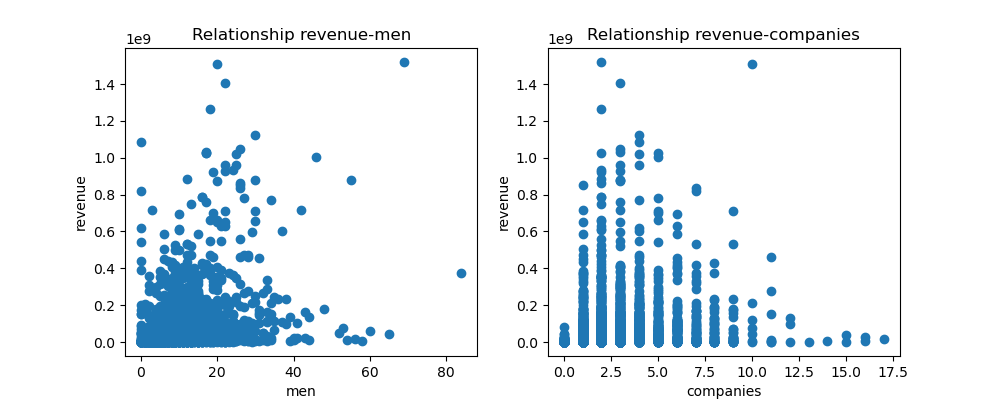 Relationship revenue-men
1e9
revenue
1.4
1.2
1.0
0.8
0.6
0.4
0.2
0.0
0 20 40 60 80
men
Relationship revenue-companies
1e9
revenue
1.4
1.2
1.0
0.8
0.6
0.4
0.2
0.0
0.0 2.5 5.0 7.5 10.0 12.5 15.0 17.5
companies